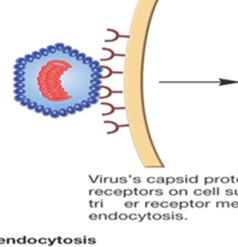 Virus's capsid prote
receptors on cell su
tri er receptor me
endocytosis.
endocytosis